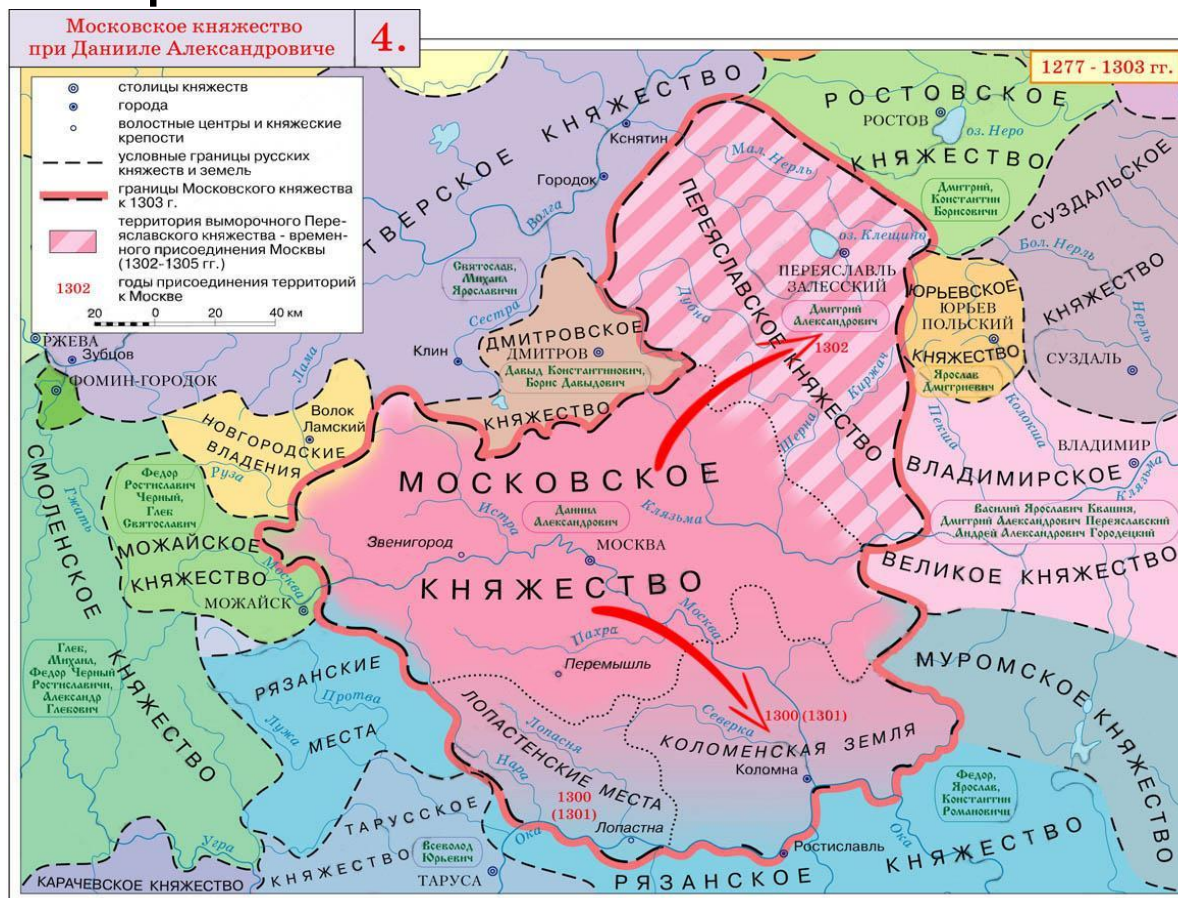 Московское княжество
при Данииле Александровиче
4.
1277 - 1303 гг.
столицы княжеств
города
волостные центры и княжеские
крепости
условные границы русских
княжеств и земель
границы Московского княжества
к 1303 г.
территория выморочного Пере-
яславского княжества - времен-
ного присоединения Москвы
(1302-1305 гг.)
1302
годы присоединения территорий
к Москве
20 0 20 40 км
ТВЕРСКОЕ КНЯЖЕСТВО
Кснятин
Городок
Волга
Святослав,
Михаил
Ярославичи
Сестра
Клин
РЖЕВА
Зубцов
ФОМИН-ГОРОДОК
Лама
Волок
Ламский
НОВГОРОДСКИЕ
ВЛАДЕНИЯ
Руза
РОСТОВСКОЕ
РОСТОВ
оз. Неро
КНЯЖЕСТВО
Дмитрий,
Константин
Борисовичи
Мал. Нерль
ПЕРЕЯСЛАВСКОЕ КНЯЖЕСТВО
оз. Клещино
ПЕРЕЯСЛАВЛЬ
ЗАЛЕССКИЙ
Дмитрий
Александрович
1302
Дубна
Киржач
Шерна
СУЗДАЛЬСКОЕ
КНЯЖЕСТВО
Бол. Нерль
Нерль
СУЗДАЛЬ
ЮРЬЕВСКОЕ
ЮРЬЕВ
ПОЛЬСКИЙ
КНЯЖЕСТВО
Ярослав
Дмитриевич
Пекша
Колокша
ДМИТРОВСКОЕ
ДМИТРОВ
Давыд Константинович,
Борис Давыдович
КНЯЖЕСТВО
ВЛАДИМИР
ВЛАДИМИРСКОЕ
Клязьма
Василий Ярославич Квашня,
Дмитрий Александрович Переяславский
Андрей Александрович Городецкий
ВЕЛИКОЕ КНЯЖЕСТВО
МОСКОВСКОЕ
Даниил
Александрович
Истра
Клязьма
Звенигород
МОСКВА
КНЯЖЕСТВО
Москва
Пахра
Перемышль
СМОЛЕНСКОЕ
Гжать
Федор
Ростиславич
Черный,
Глеб
Святославич
МОЖАЙСКОЕ
КНЯЖЕСТВО
Москва
МОЖАЙСК
Глеб,
Михаил,
Федор Черный
Ростиславичи,
Александр
Глебович
КНЯЖЕСТВО
РЯЗАНСКИЕ
МЕСТА
Протва
Лужа
ЛОПАСТЕНСКИЕ МЕСТА
Лопасня
Нара
1300
(1301)
Лопастна
Северка
1300 (1301)
КОЛОМЕНСКАЯ ЗЕМЛЯ
Коломна
МУРОМСКОЕ КНЯЖЕСТВО
Федор,
Ярослав,
Константин
Романовичи
Ока
Ростиславль
РЯЗАНСКОЕ КНЯЖЕСТВО
ТАРУССКОЕ
КНЯЖЕСТВО
Всеволод
Юрьевич
ТАРУСА
Ока
Угра
КАРАЧЕВСКОЕ КНЯЖЕСТВО